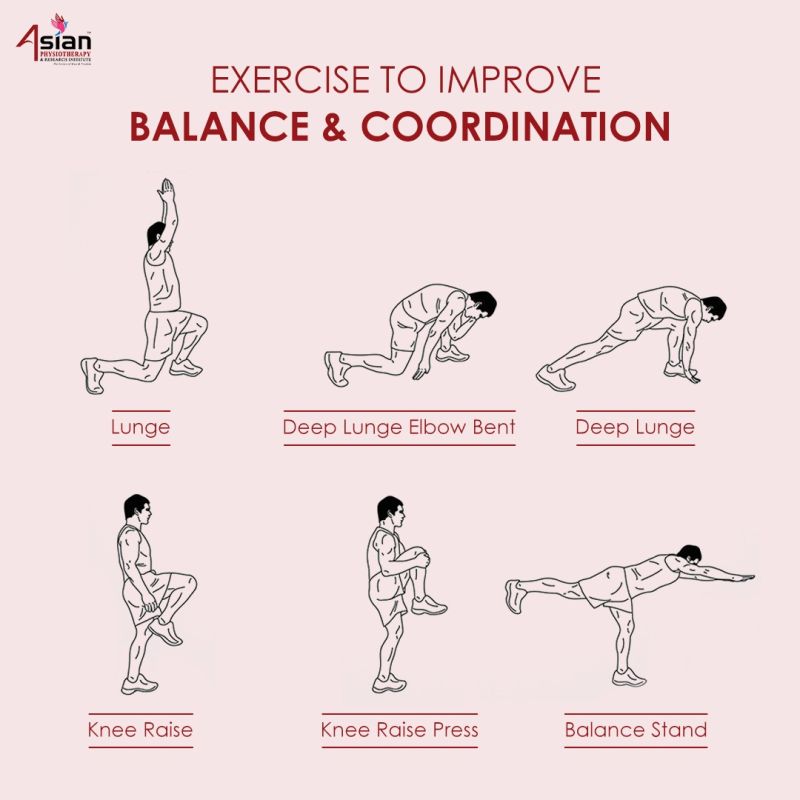 Asian
PHYSIOTHERAPY
& RESEARCH INSTITUTE
EXERCISE TO IMPROVE
BALANCE & COORDINATION
Lunge
Deep Lunge Elbow Bent
Deep Lunge
Knee Raise
Knee Raise Press
Balance Stand